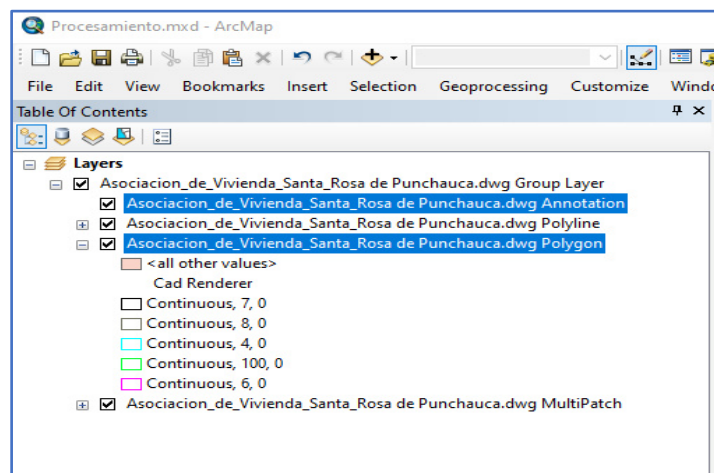 Procesamiento.mxd - ArcMap
File Edit View Bookmarks Insert Selection Geoprocessing Customize Windo
Table Of Contents
Layers
Asociacion_de_Vivienda_Santa_Rosa de Punchauca.dwg Group Layer
Asociacion_de_Vivienda_Santa_Rosa de Punchauca.dwg Annotation
Asociacion_de_Vivienda_Santa_Rosa de Punchauca.dwg Polyline
Asociacion_de_Vivienda_Santa_Rosa de Punchauca.dwg Polygon
<all other values>
Cad Renderer
Continuous, 7, 0
Continuous, 8, 0
Continuous, 4, 0
Continuous, 100, 0
Continuous, 6, 0
Asociacion_de_Vivienda_Santa_Rosa de Punchauca.dwg MultiPatch